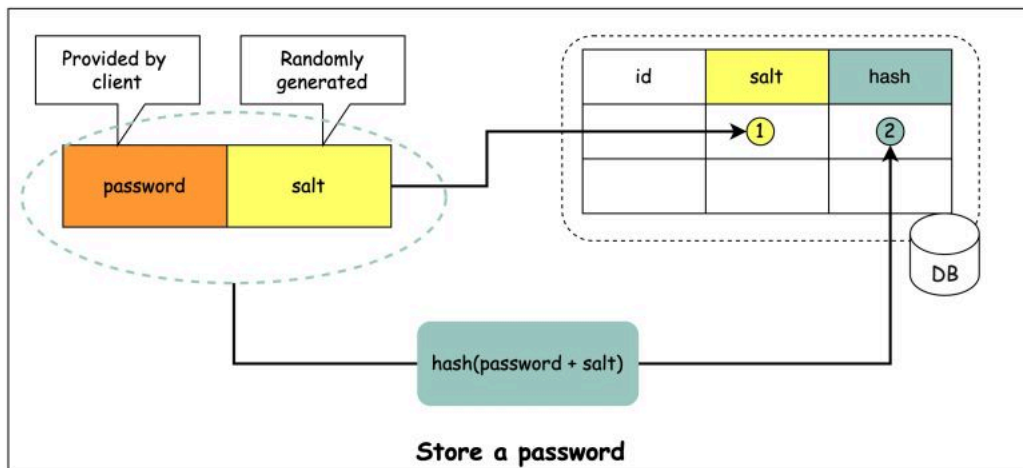 Provided by
client
Randomly
generated
id
salt
hash
1
2
password
salt
DB
hash(password + salt)
Store a password